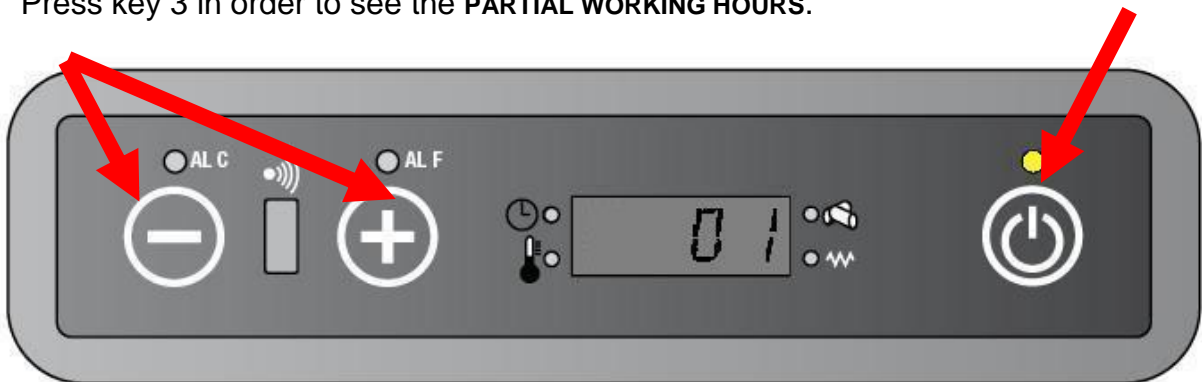 Press key 3 in order to see the PARTIAL WORKING HOURS.
AL C
AL F
01